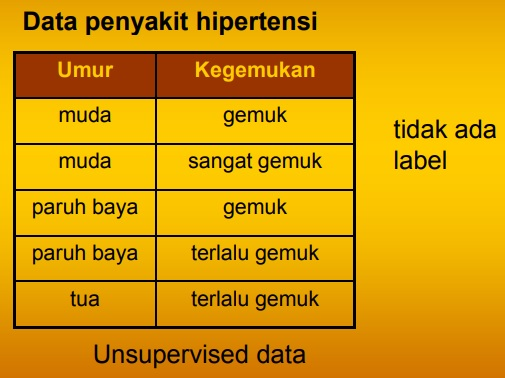 Data penyakit hipertensi
Umur Kegemukan
muda gemuk
muda sangat gemuk
paruh baya gemuk
paruh baya terlalu gemuk
tua terlalu gemuk
tidak ada
label
Unsupervised data